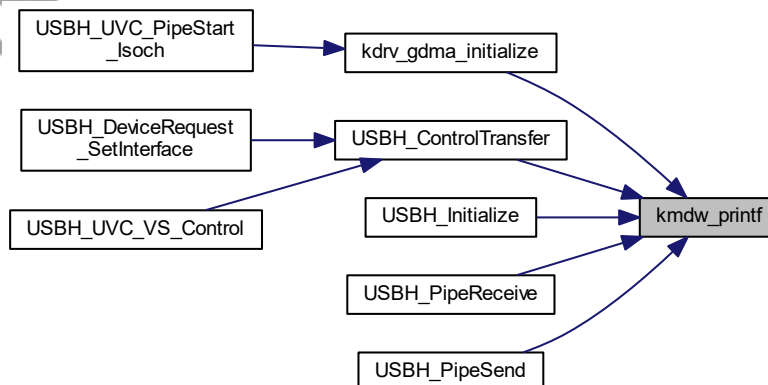 USBH_UVC_PipeStart
_Isoch
kdrv_gdma_initialize
USBH_DeviceRequest
_SetInterface
USBH_ControlTransfer
USBH_UVC_VS_Control
USBH_Initialize
kmdw_printf
USBH_PipeReceive
USBH_PipeSend